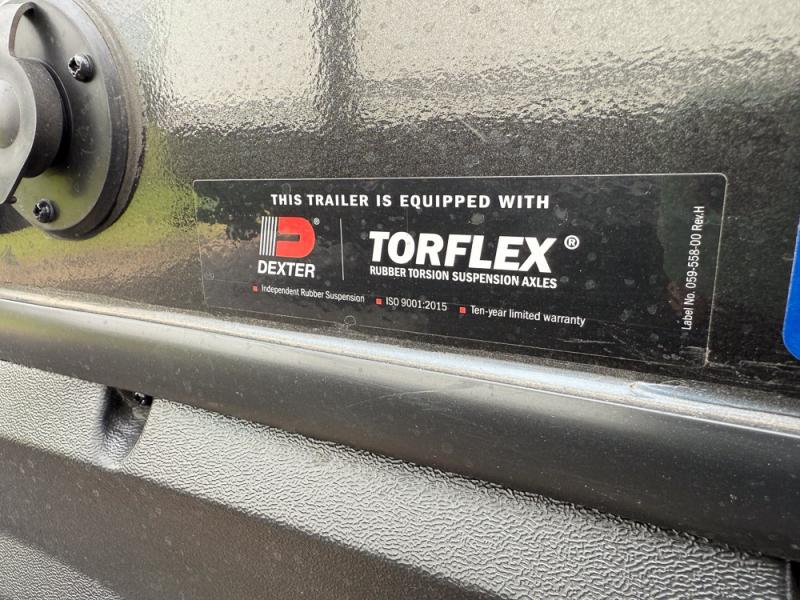 THIS TRAILER IS EQUIPPED WITH
DEXTER®
TORFLEX®
RUBBER TORSION SUSPENSION AXLES
Independent Rubber Suspension ▪ ISO 9001:2015 ▪ Ten-year limited warranty
Label No. 059-558-00 Rev.H